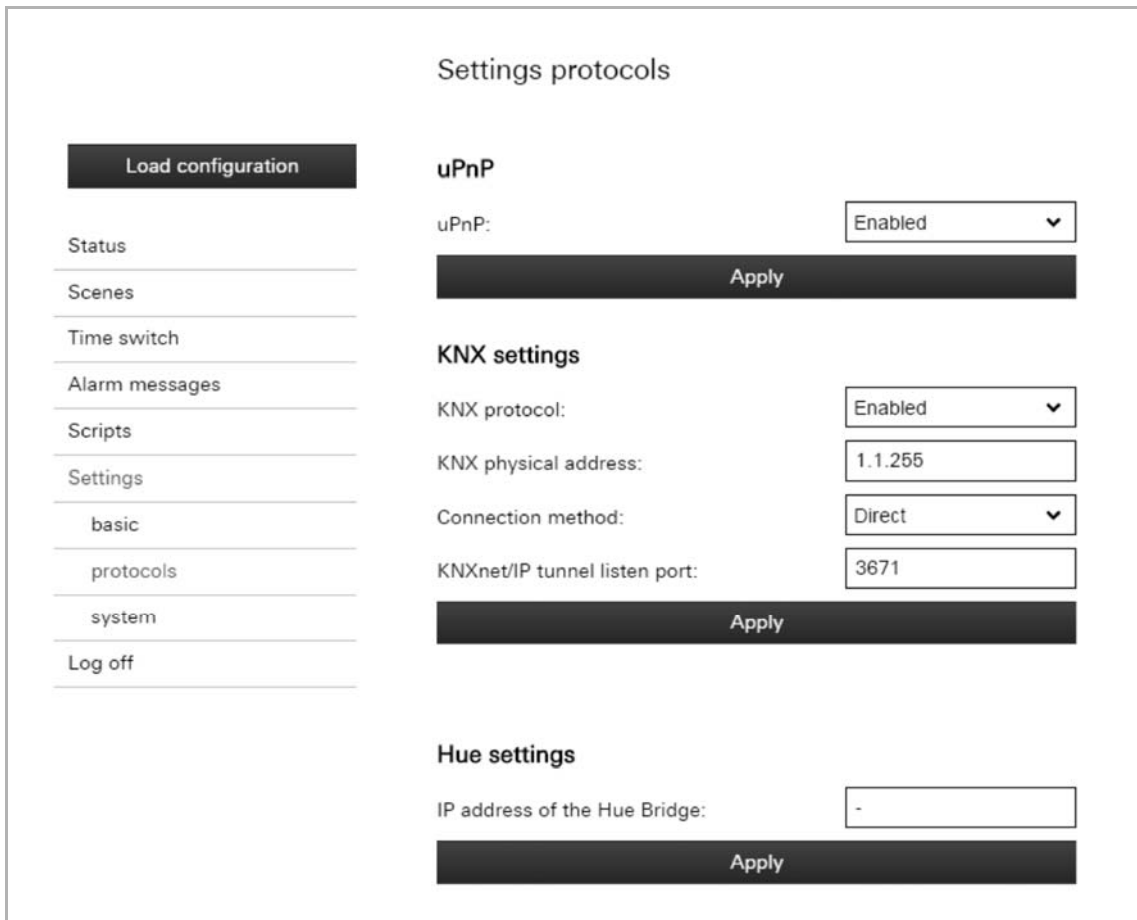 Settings protocols
Load configuration
Status
Scenes
Time switch
Alarm messages
Scripts
Settings
basic
protocols
system
Log off
uPnP
uPnP: Enabled
Apply
KNX settings
KNX protocol: Enabled
KNX physical address: 1.1.255
Connection method: Direct
KNXnet/IP tunnel listen port: 3671
Apply
Hue settings
IP address of the Hue Bridge: -
Apply